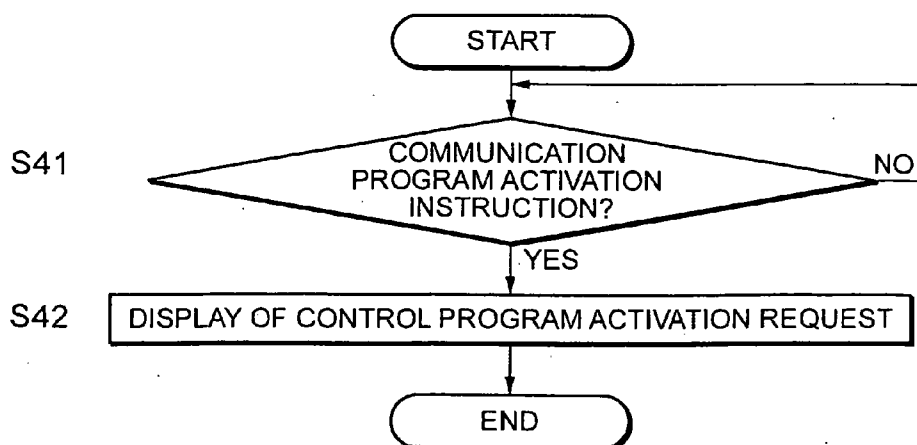 START
S41
COMMUNICATION
PROGRAM ACTIVATION
INSTRUCTION?
NO
YES
S42
DISPLAY OF CONTROL PROGRAM ACTIVATION REQUEST
END